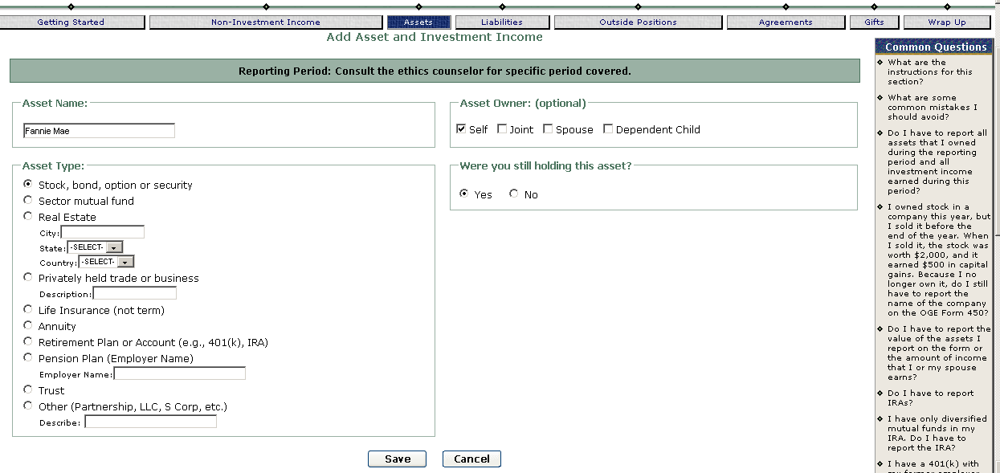 Getting Started
Non-Investment Income
Assets
Liabilities
Outside Positions
Agreements
Gifts
Wrap Up
Add Asset and Investment Income
Reporting Period: Consult the ethics counselor for specific period covered.
Asset Name:
Fannie Mae
Asset Owner: (optional)
Self Joint Spouse Dependent Child
Asset Type:
Stock, bond, option or security
Sector mutual fund
Real Estate
City:
State: -SELECT-
Country: -SELECT-
Privately held trade or business
Description:
Life Insurance (not term)
Annuity
Retirement Plan or Account (e.g., 401(k), IRA)
Pension Plan (Employer Name)
Employer Name:
Trust
Other (Partnership, LLC, S Corp, etc.)
Describe:
Were you still holding this asset?
Yes No
Save
Cancel
Common Questions
What are the
instructions for this
section?
What are some
common mistakes I
should avoid?
Do I have to report all
assets that I owned
during the reporting
period and all
investment income
earned during this
period?
I owned stock in a
company this year, but
I sold it before the
end of the year. When
I sold it, the stock was
worth $2,000, and it
earned $500 in capital
gains. Because I no
longer own it, do I still
have to report the
name of the company
on the OGE Form 450?
Do I have to report the
value of the assets I
report on the form or
the amount of income
that I or my spouse
earns?
Do I have to report
IRAs?
I have only diversified
mutual funds in my
IRA. Do I have to
report the IRA?
I have a 401(k) with
my former employer